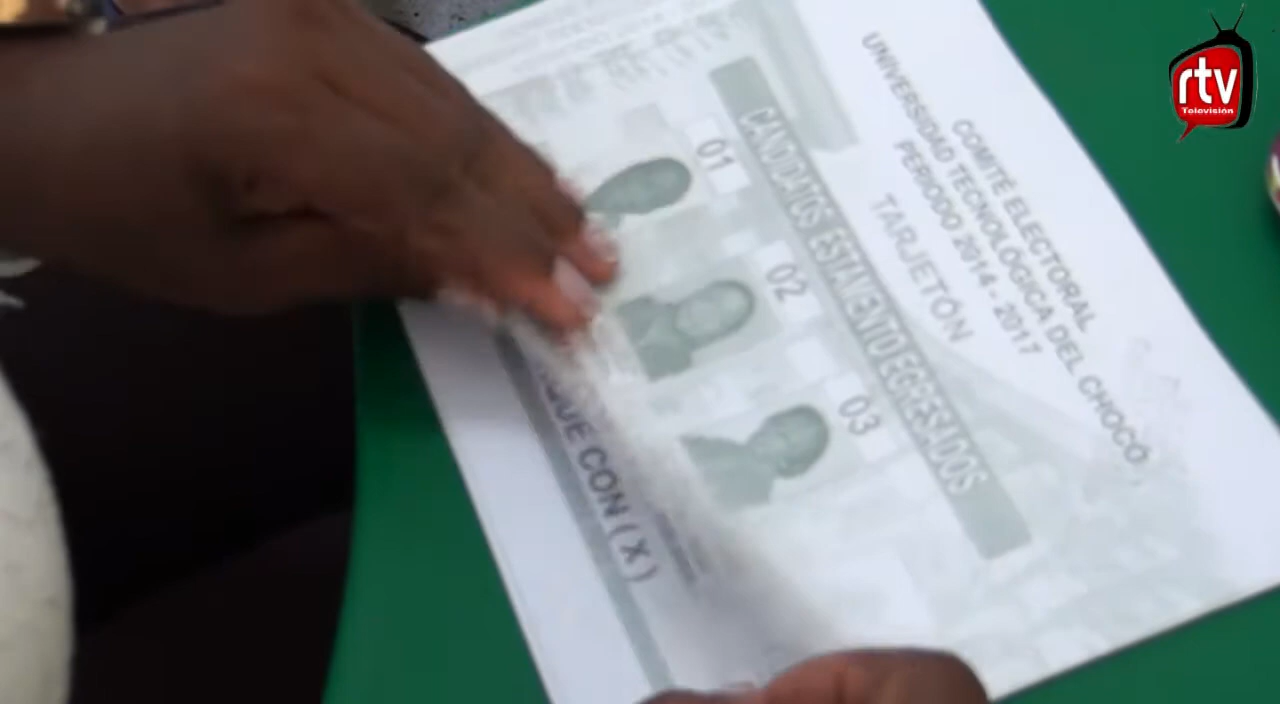 COMITÉ ELECTORAL
UNIVERSIDAD TECNOLÓGICA DEL CHOCÓ
PERIODO 2014 - 2017
TARJETÓN
CANDIDATOS ESTAMENTO EGRESADOS
01
02
03
QUE CON ( X )
rtv
Televisión